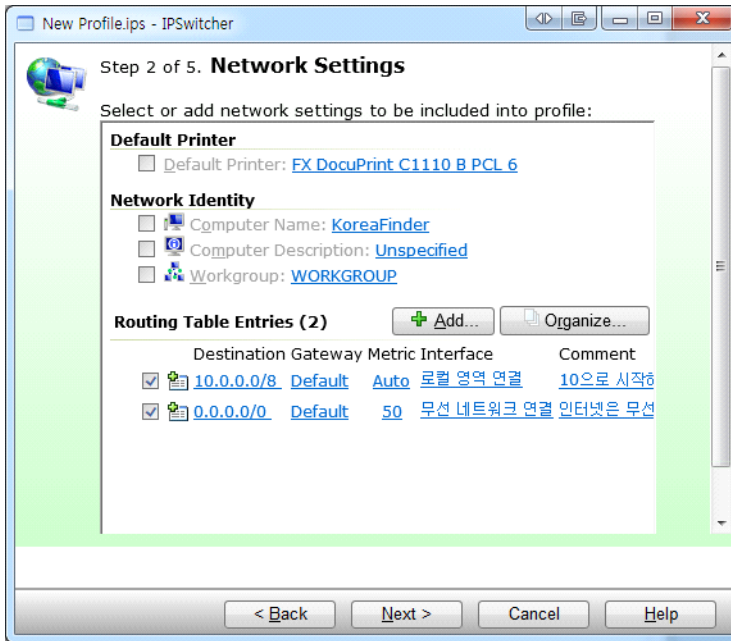 New Profile.ips - IPSwitcher
Step 2 of 5. Network Settings
Select or add network settings to be included into profile:
Default Printer
Default Printer: FX DocuPrint C1110 B PCL 6
Network Identity
Computer Name: KoreaFinder
Computer Description: Unspecified
Workgroup: WORKGROUP
Routing Table Entries (2) Add... Organize...
Destination Gateway Metric Interface Comment
10.0.0.0/8 Default Auto 로컬 영역 연결 10으로 시작하
0.0.0.0/0 Default 50 무선 네트워크 연결 인터넷은 무선
< Back Next > Cancel Help